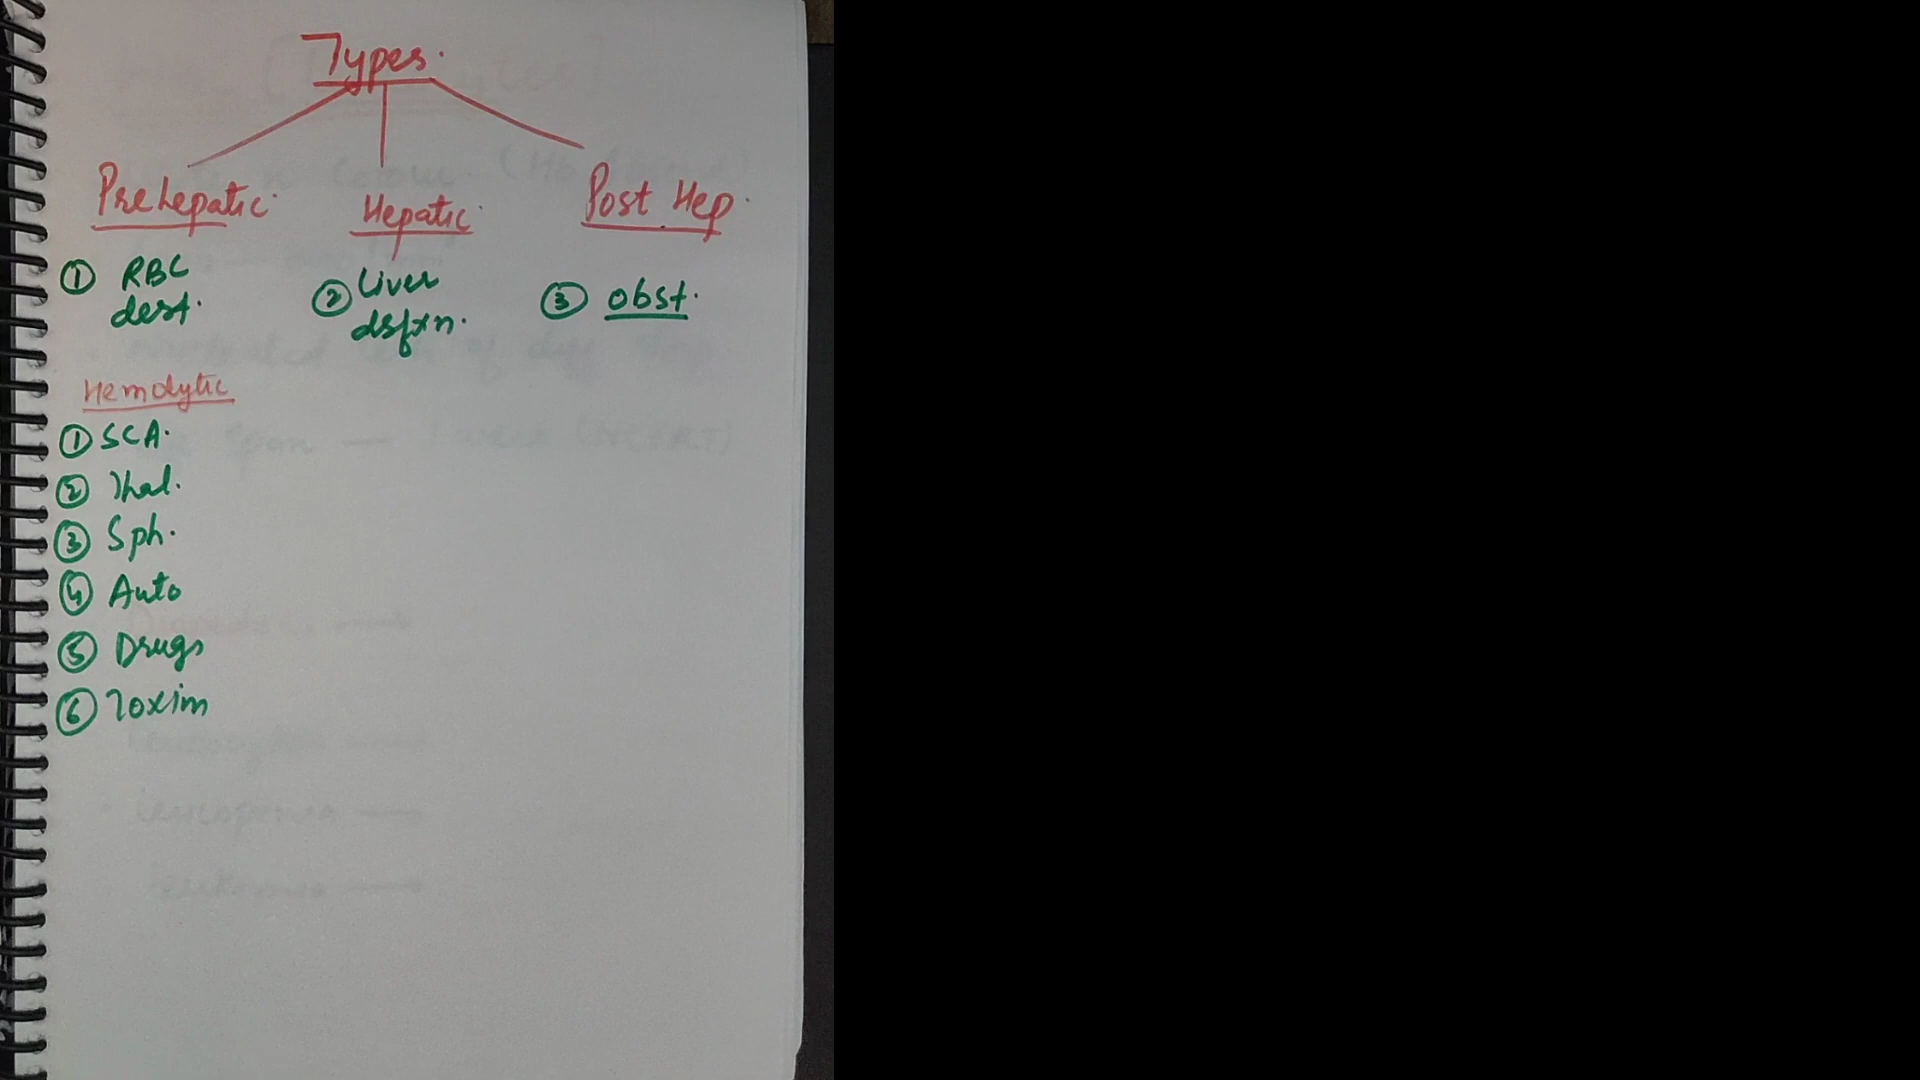 Types.
Prehepatic.
Hepatic.
Post Hep.
① RBC
dest.
② Liver
dsfxn.
③ obst.
Hemolytic
① SCA.
② Thal.
③ Sph.
④ Auto
⑤ Drugs
⑥ Toxim